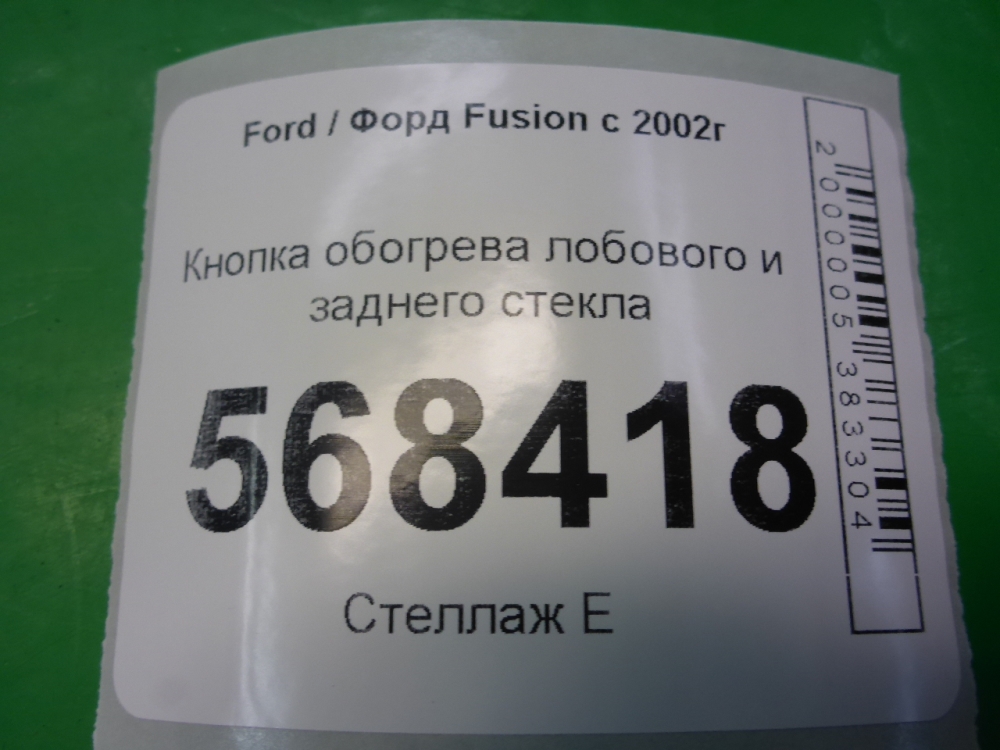 Ford / Форд Fusion с 2002г
Кнопка обогрева лобового и
заднего стекла
568418
Стеллаж Е
2000005383304